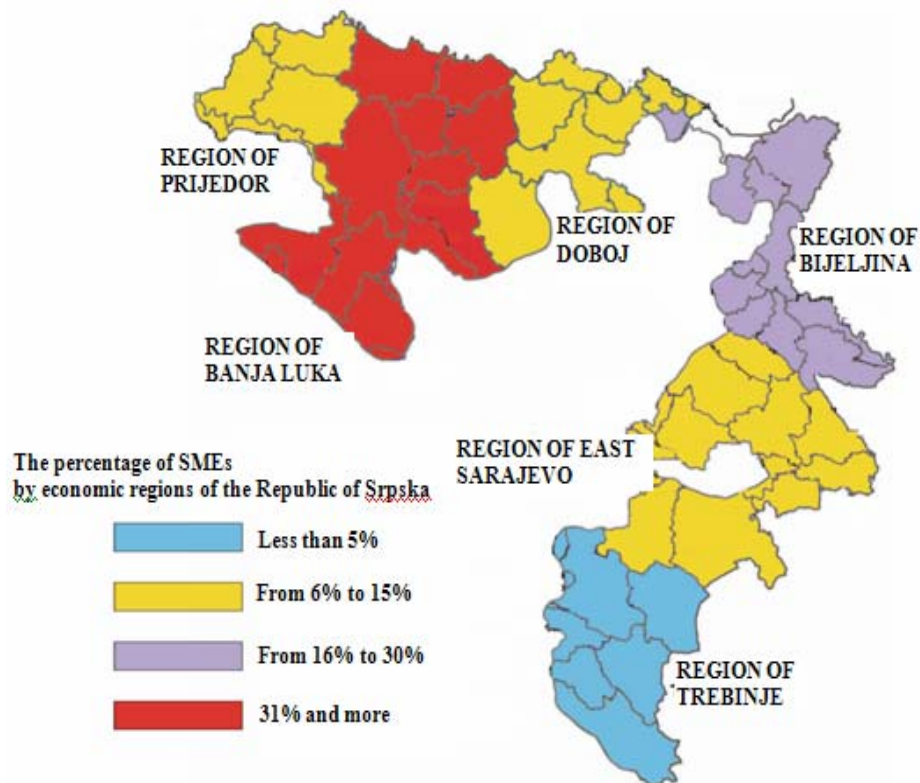 REGION OF
PRIJEDOR
REGION OF
DOBOJ
REGION OF
BIJELJINA
REGION OF
BANJA LUKA
REGION OF EAST
SARAJEVO
The percentage of SMEs
by economic regions of the Republic of Srpska
Less than 5%
From 6% to 15%
From 16% to 30%
31% and more
REGION OF
TREBINJE